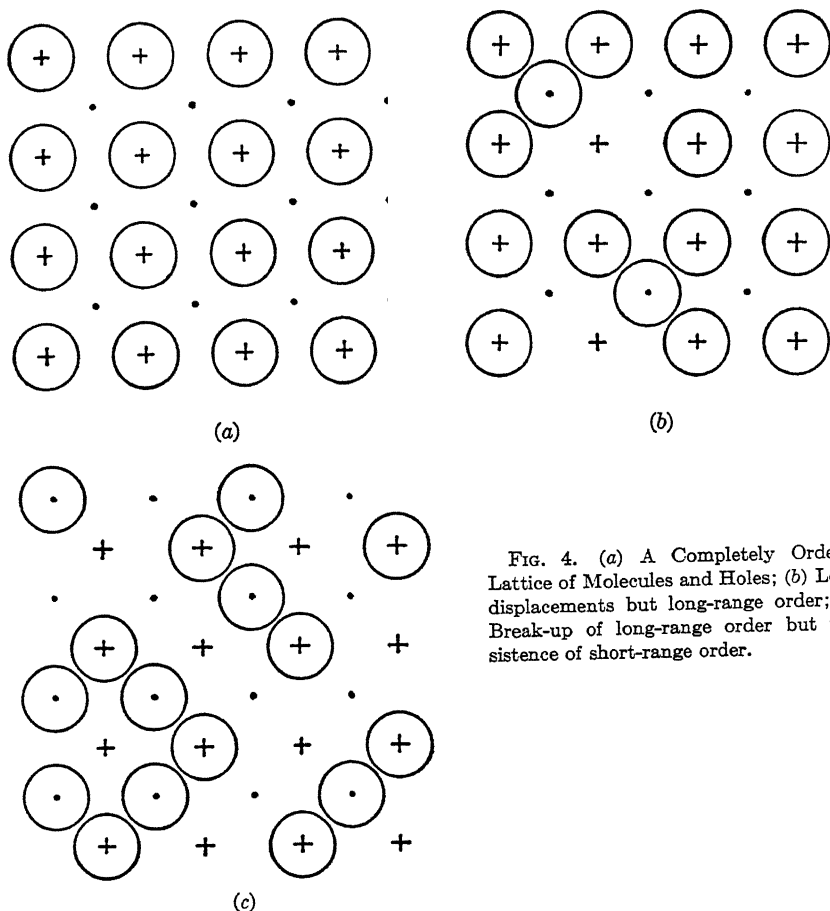 (a)
(b)
FIG. 4. (a) A Completely Orde
Lattice of Molecules and Holes; (b) L
displacements but long-range order;
Break-up of long-range order but
sistence of short-range order.
(c)